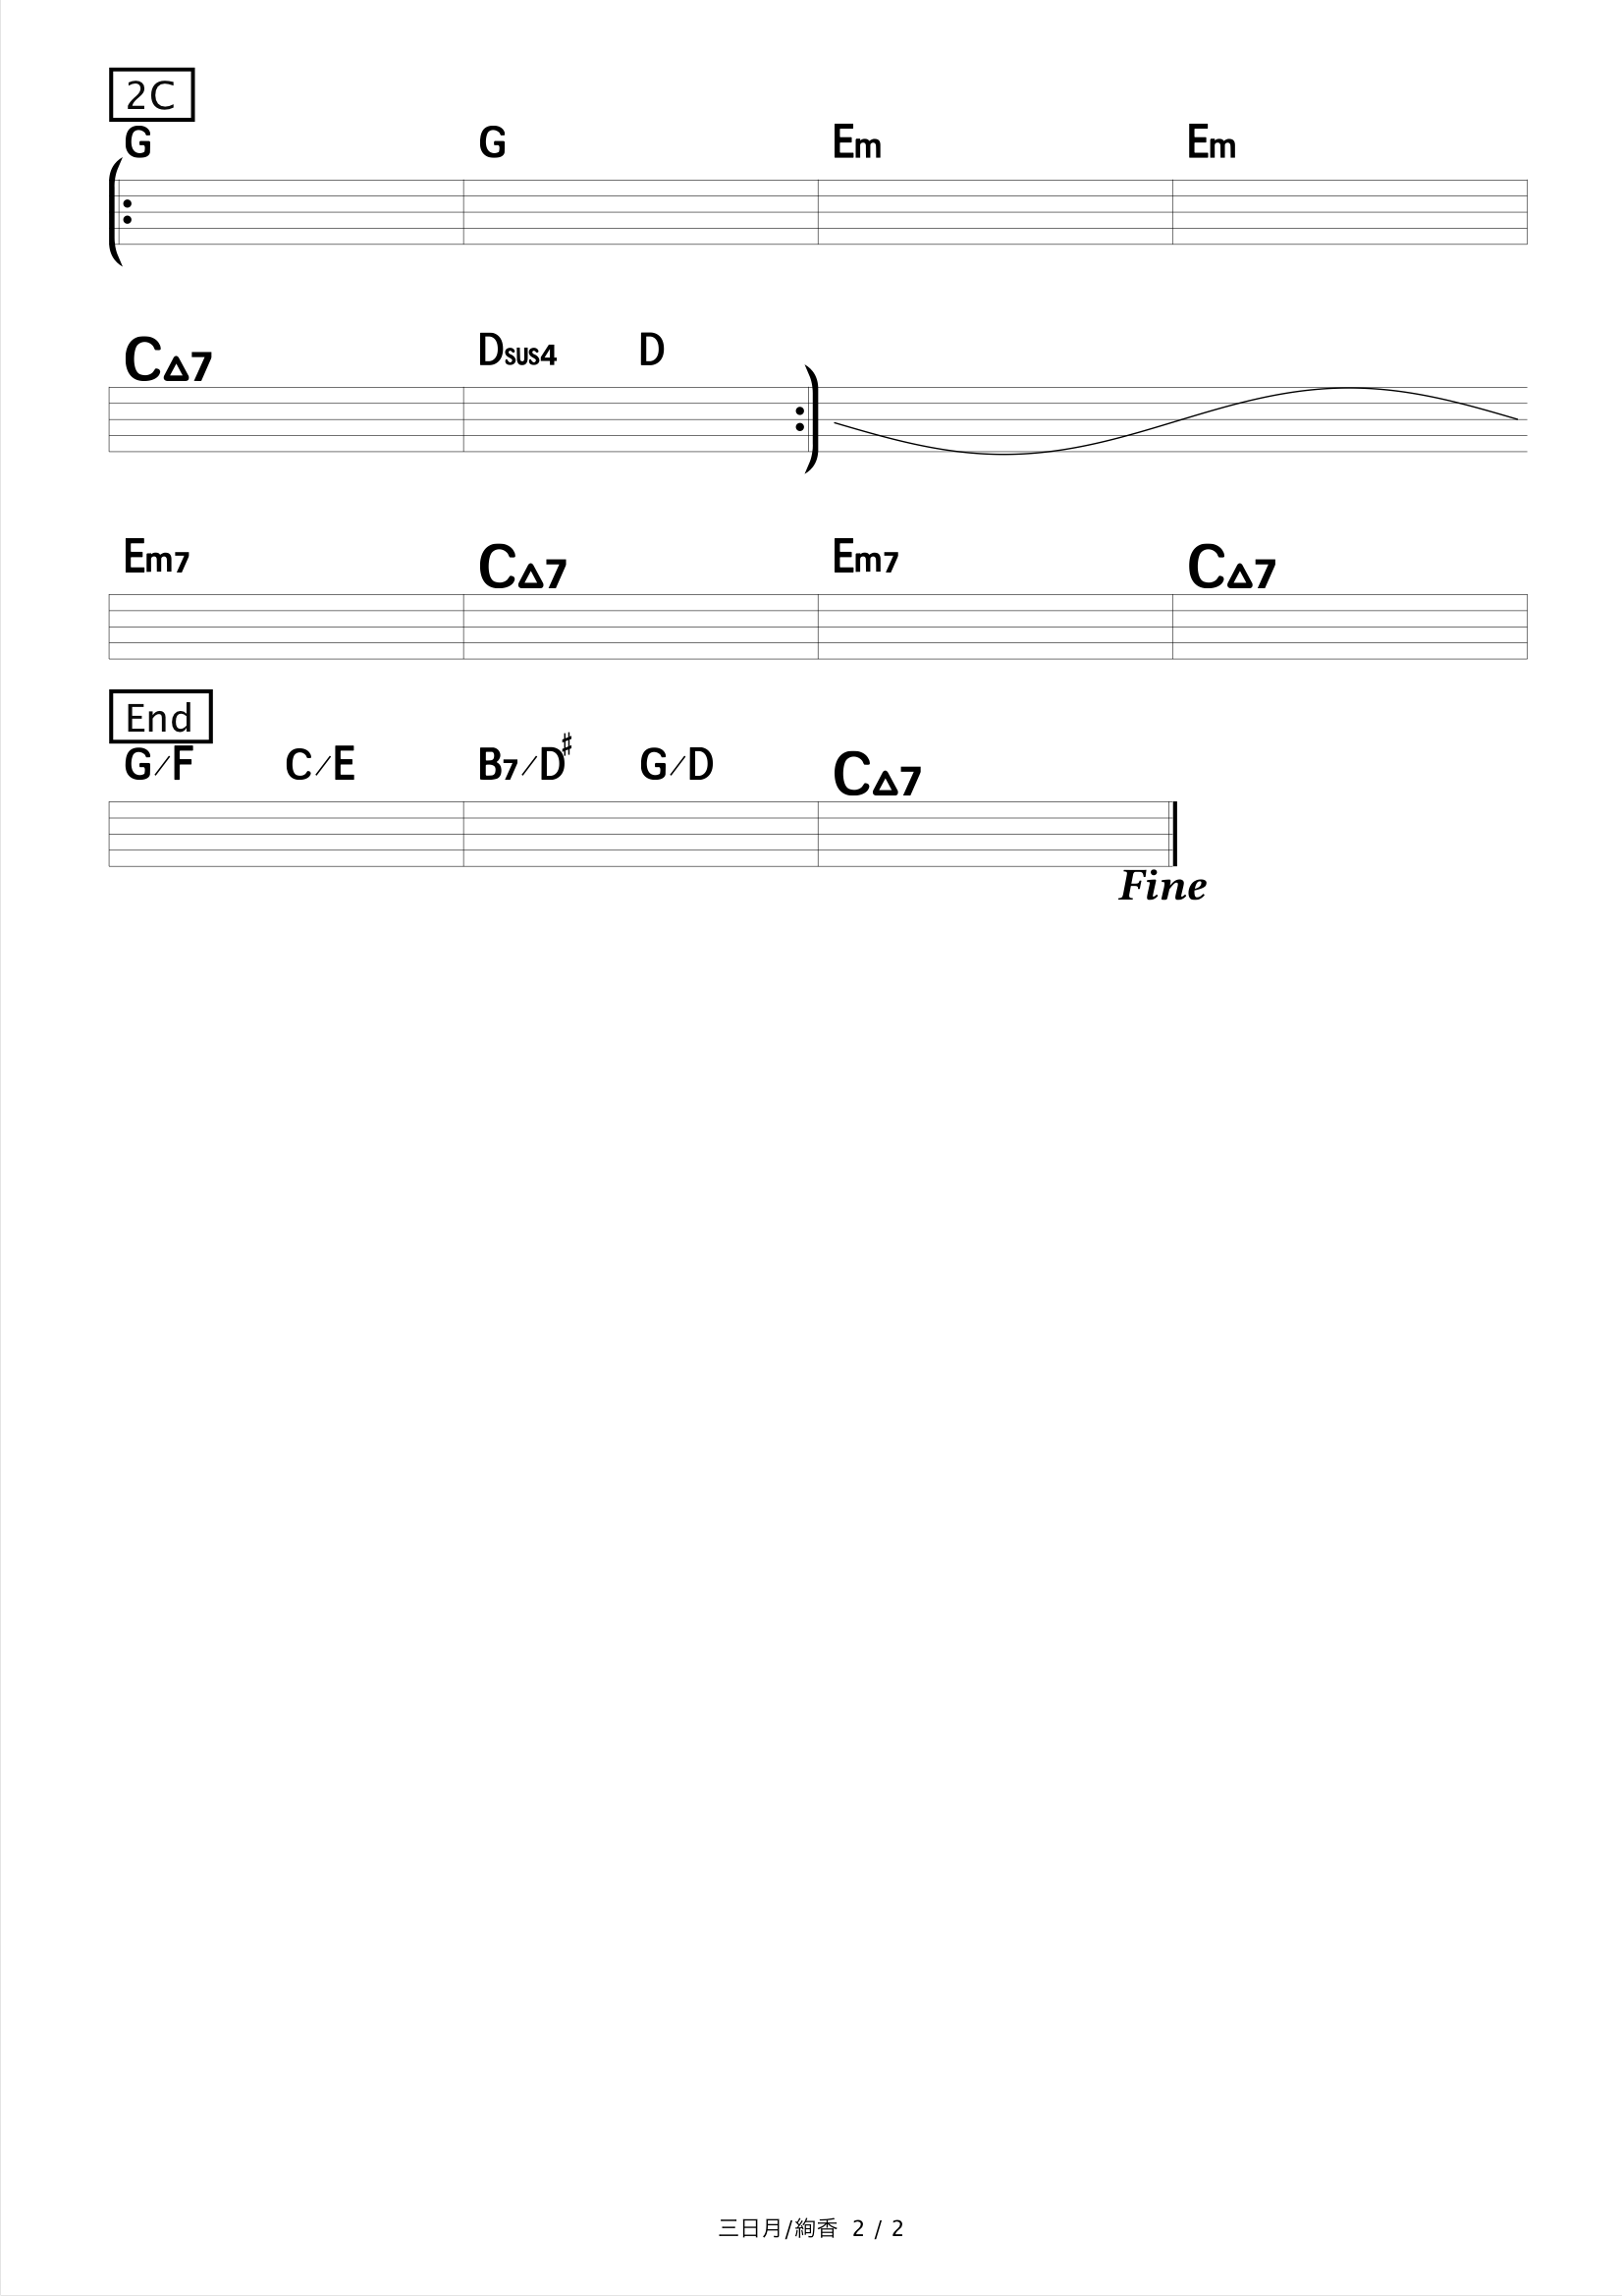 2C
G G Em Em
C△7 Dsus4 D
Em7 C△7 Em7 C△7
End
G/F C/E B7/D♯ G/D C△7
Fine
三日月/絢香 2 / 2